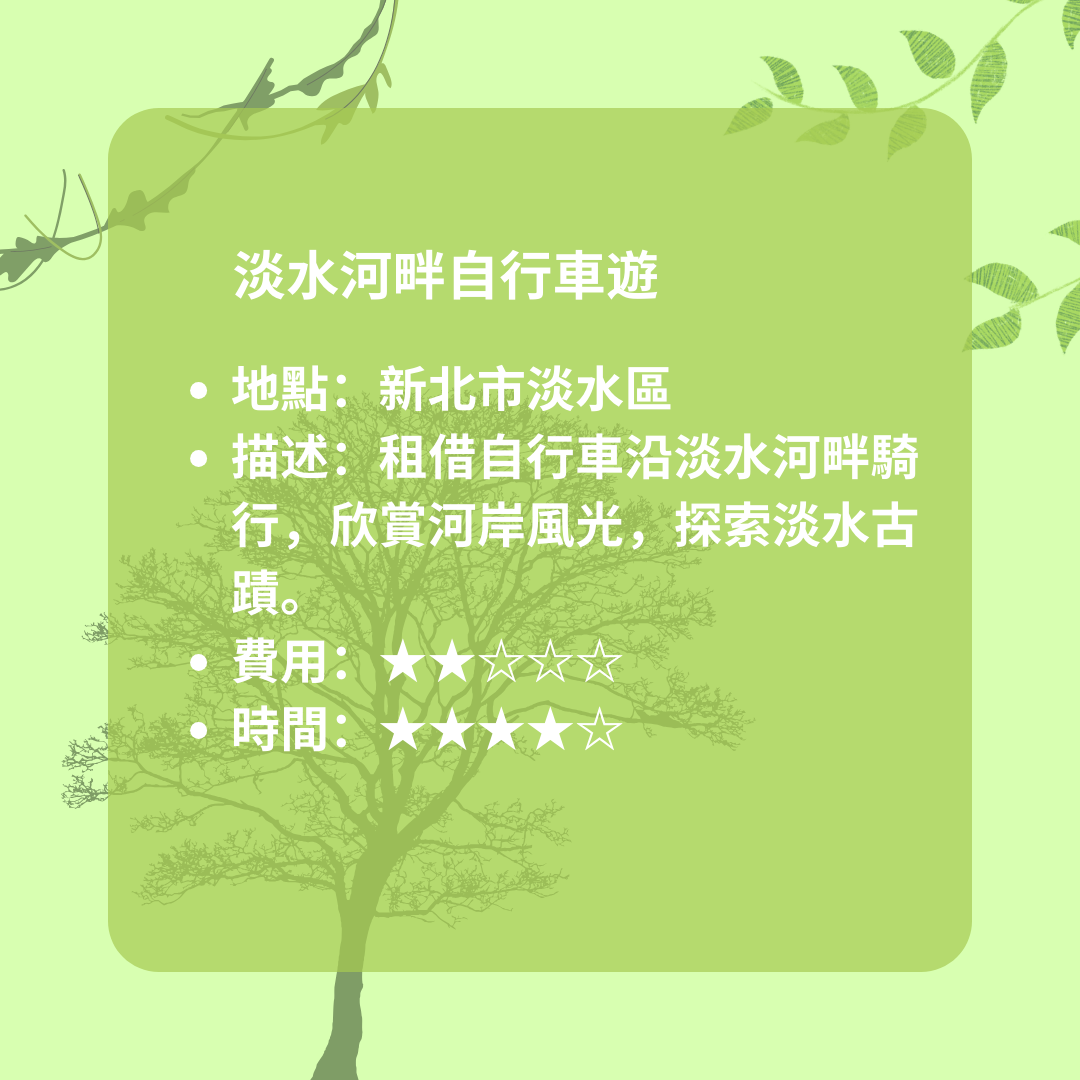 淡水河畔自行車遊
• 地點：新北市淡水區
• 描述：租借自行車沿淡水河畔騎
行，欣賞河岸風光，探索淡水古
蹟。
• 費用：★★☆☆☆
• 時間：★★★★☆